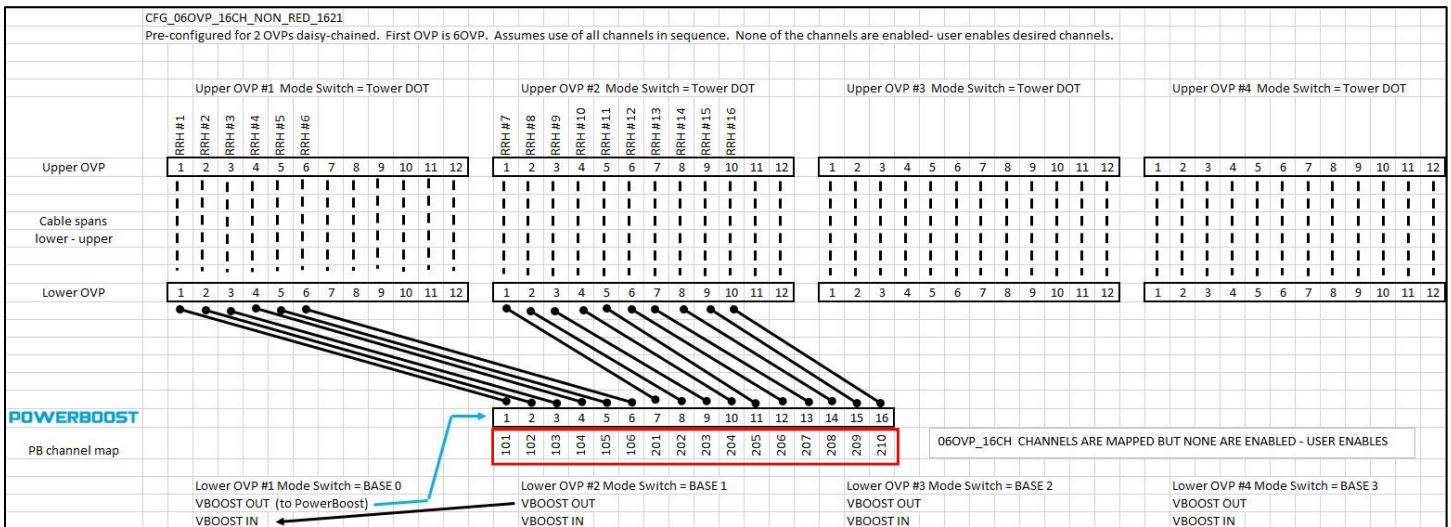 CFG_06OVP_16CH_NON_RED_1621
Pre-configured for 2 OVPs daisy-chained. First OVP is 6OVP. Assumes use of all channels in sequence. None of the channels are enabled- user enables desired channels.
Upper OVP #1 Mode Switch = Tower DOT Upper OVP #2 Mode Switch = Tower DOT Upper OVP #3 Mode Switch = Tower DOT Upper OVP #4 Mode Switch = Tower DOT
RRH #1 RRH #2 RRH #3 RRH #4 RRH #5 RRH #6 RRH #7 RRH #8 RRH #9 RRH #10 RRH #11 RRH #12 RRH #13 RRH #14 RRH #15 RRH #16
Upper OVP 1 2 3 4 5 6 7 8 9 10 11 12 1 2 3 4 5 6 7 8 9 10 11 12 1 2 3 4 5 6 7 8 9 10 11 12 1 2 3 4 5 6 7 8 9 10 11 12
Cable spans
lower - upper
Lower OVP 1 2 3 4 5 6 7 8 9 10 11 12 1 2 3 4 5 6 7 8 9 10 11 12 1 2 3 4 5 6 7 8 9 10 11 12 1 2 3 4 5 6 7 8 9 10 11 12
POWERBOOST 1 2 3 4 5 6 7 8 9 10 11 12 13 14 15 16
PB channel map 101 102 103 104 105 106 201 202 203 204 205 206 207 208 209 210 06OVP_16CH CHANNELS ARE MAPPED BUT NONE ARE ENABLED - USER ENABLES
Lower OVP #1 Mode Switch = BASE 0 Lower OVP #2 Mode Switch = BASE 1 Lower OVP #3 Mode Switch = BASE 2 Lower OVP #4 Mode Switch = BASE 3
VBOOST OUT (to PowerBoost) VBOOST OUT VBOOST OUT VBOOST OUT
VBOOST IN VBOOST IN VBOOST IN VBOOST IN